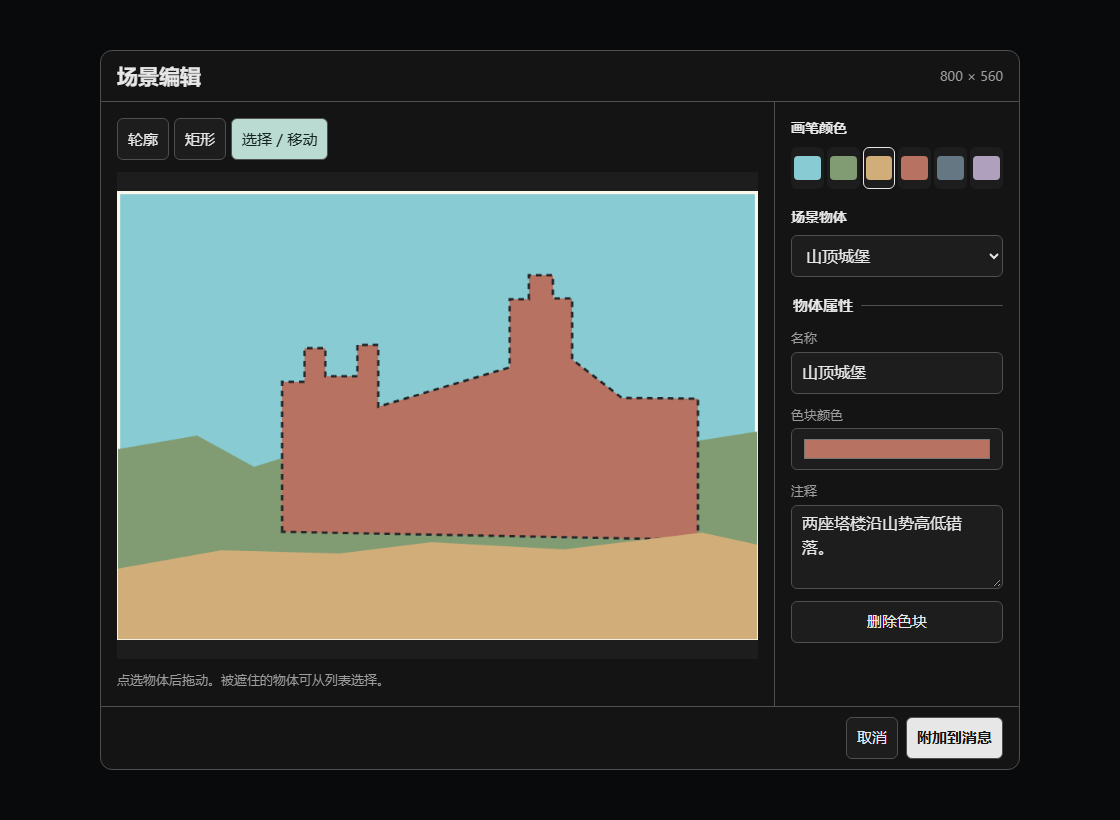 场景编辑
800 × 560
轮廓
矩形
选择 / 移动
画笔颜色
场景物体
山顶城堡
物体属性
名称
山顶城堡
色块颜色
注释
两座塔楼沿山势高低错
落。
删除色块
点选物体后拖动。被遮住的物体可从列表选择。
取消
附加到消息